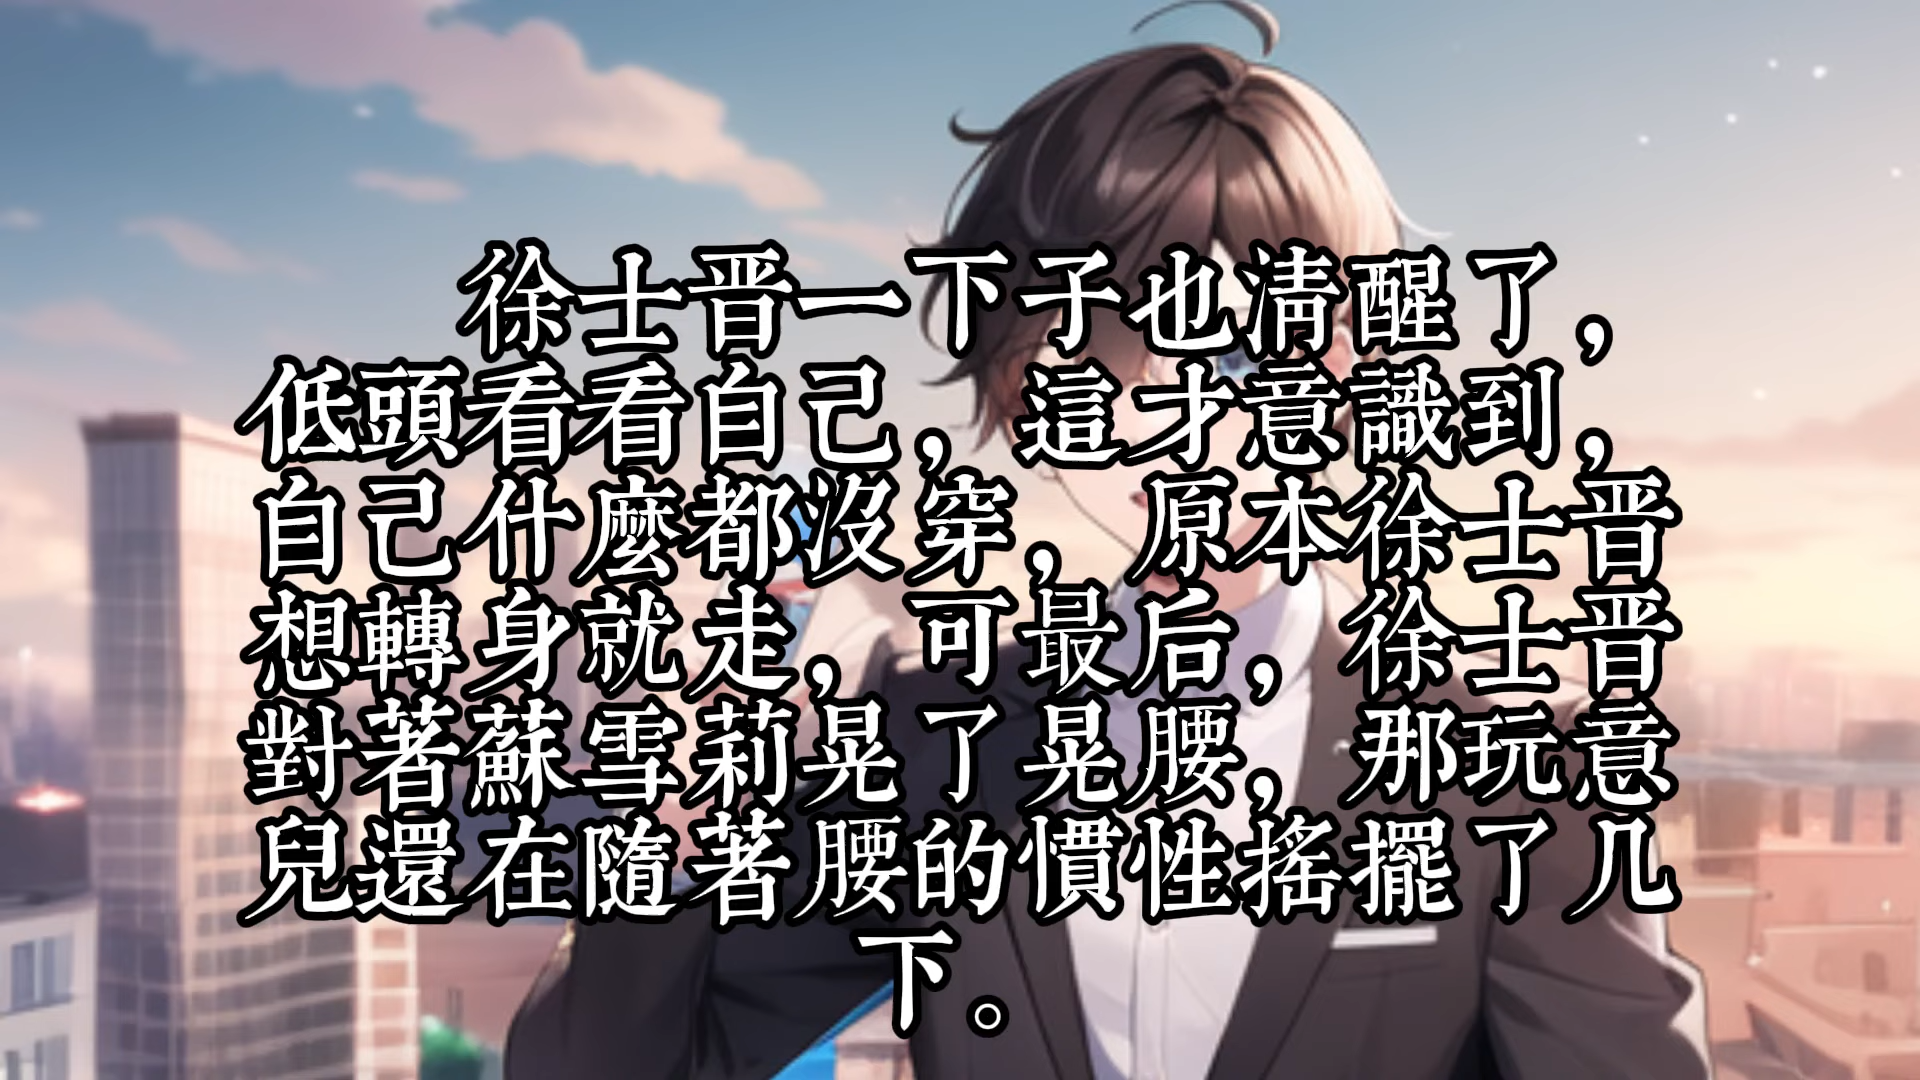 徐士晋一下子也清醒了，
低頭看看自己，這才意識到，
自己什麼都沒穿，原本徐士晋
想轉身就走，可最后，徐士晋
對著蘇雪莉晃了晃腰，那玩意
兒還在隨著腰的慣性搖擺了几
下。